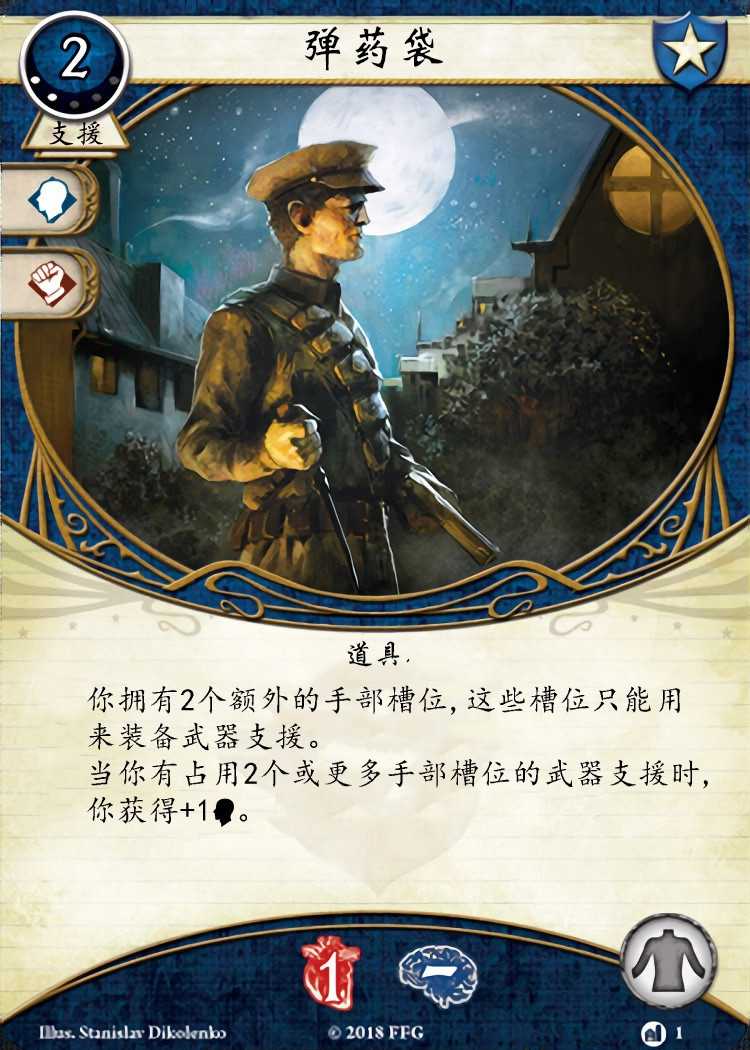 2
弹药袋
支援
道具.
你拥有2个额外的手部槽位,这些槽位只能用
来装备武器支援。
当你有占用2个或更多手部槽位的武器支援时,
你获得+1。
1
-
Illus. Stanislav Dikolenko
© 2018 FFG
1